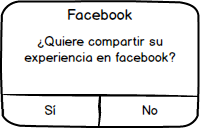 Facebook
¿Quiere compartir su
experiencia en facebook?
Sí
No